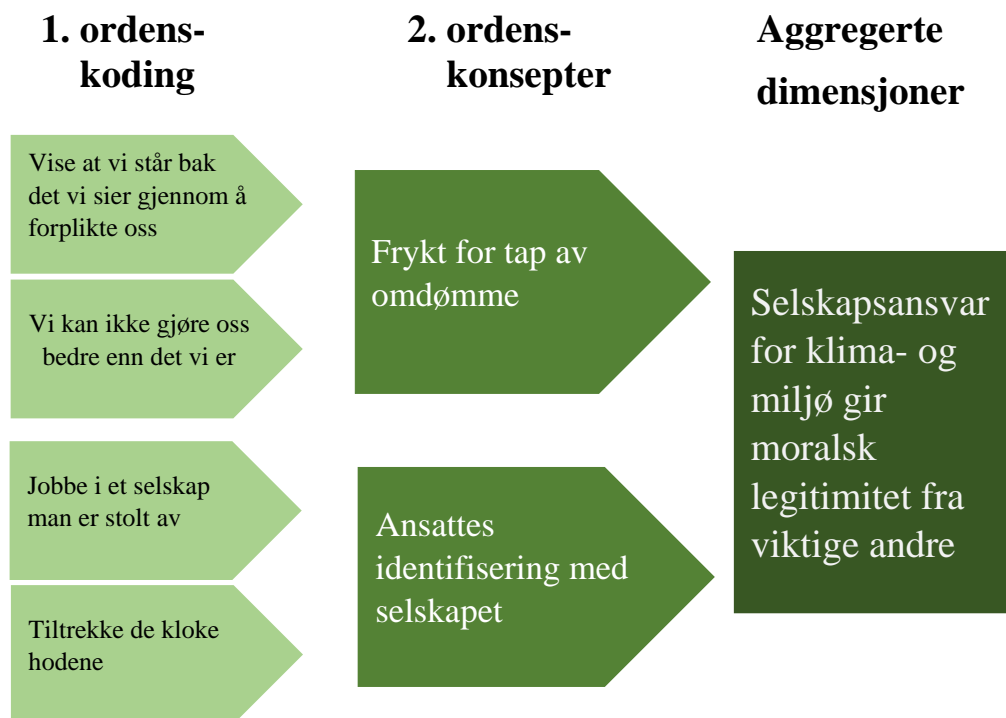 1. ordens-
koding
2. ordens-
konsepter
Aggregerte
dimensjoner
Vise at vi står bak
det vi sier gjennom å
forplikte oss
Vi kan ikke gjøre oss
bedre enn det vi er
Jobbe i et selskap
man er stolt av
Tiltrekke de kloke
hodene
Frykt for tap av
omdømme
Ansattes
identifisering med
selskapet
Selskapsansvar
for klima- og
miljø gir
moralsk
legitimitet fra
viktige andre